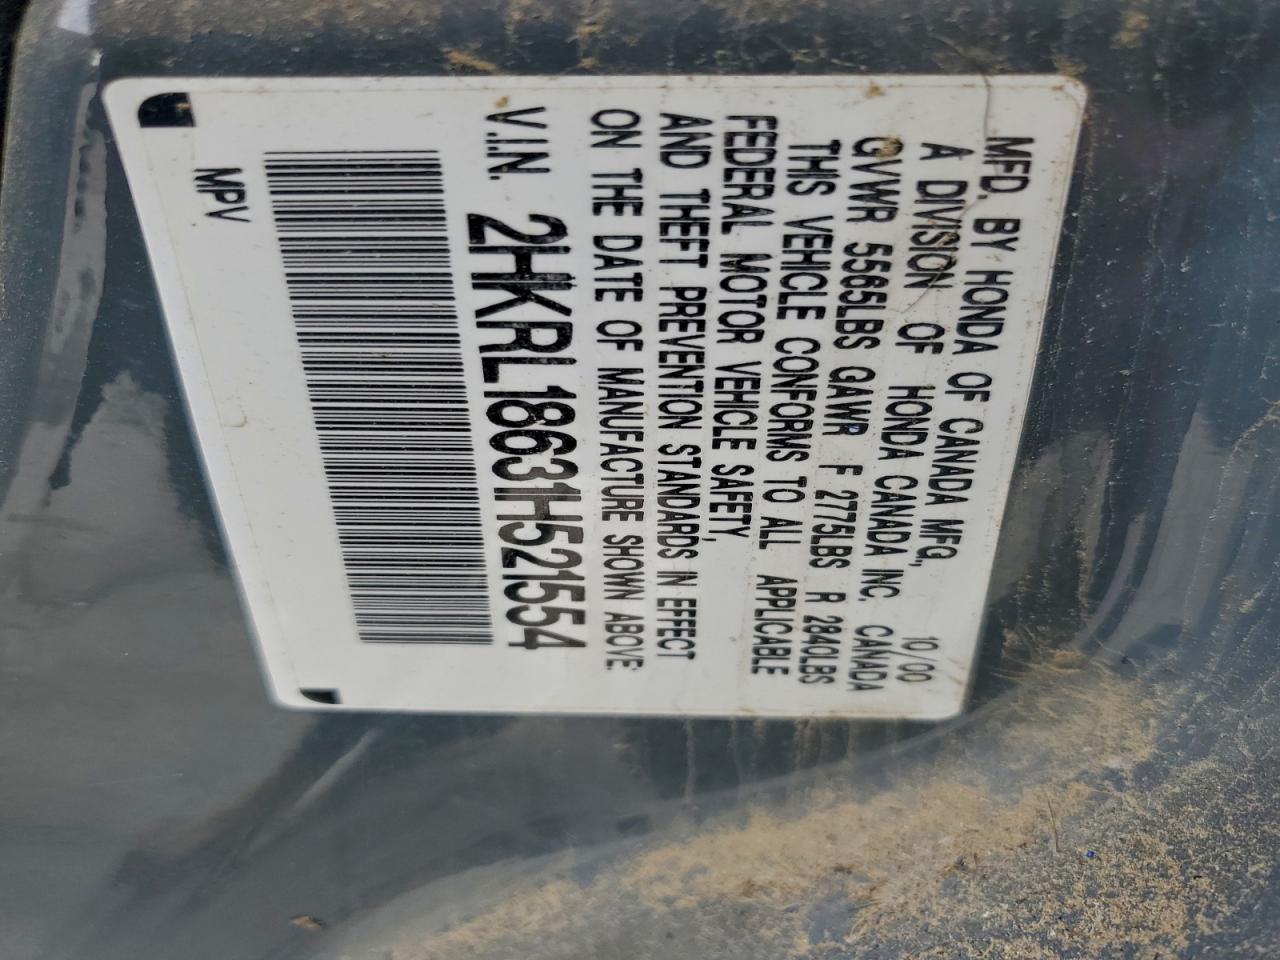 MFD. BY HONDA OF CANADA MFG.,
A DIVISION OF HONDA CANADA INC, CANADA 10/00
GVWR 5565LBS GAWR F 2775LBS R 2840LBS
THIS VEHICLE CONFORMS TO ALL APPLICABLE
FEDERAL MOTOR VEHICLE SAFETY,
AND THEFT PREVENTION STANDARDS IN EFFECT
ON THE DATE OF MANUFACTURE SHOWN ABOVE.
V.I.N. 2HKRL18631H521554
MPV